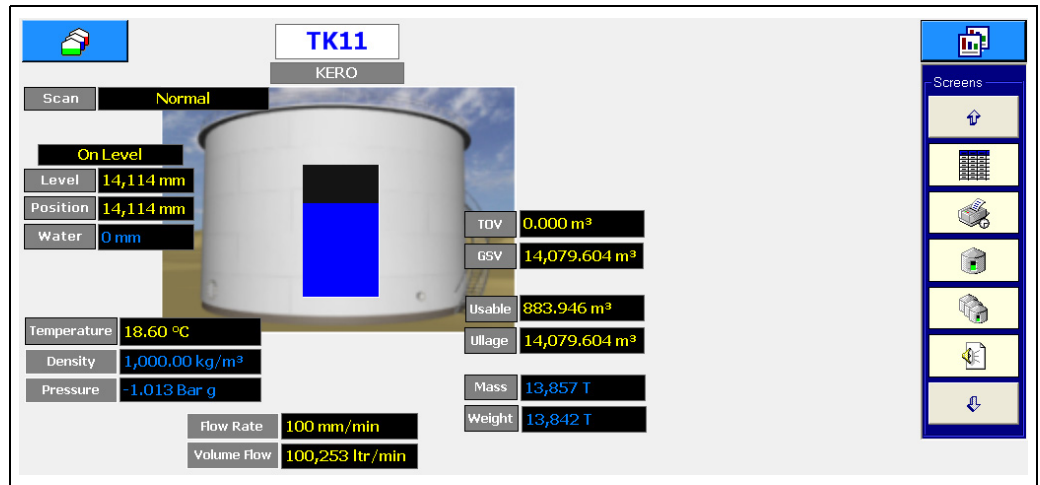 TK11
KERO
Screens
Scan Normal
On Level
Level 14,114 mm
Position 14,114 mm
Water 0 mm
TOV 0.000 m³
GSV 14,079.604 m³
Usable 883.946 m³
Ullage 14,079.604 m³
Temperature 18.60 ºC
Density 1,000.00 kg/m³
Pressure -1.013 Bar g
Mass 13,857 T
Weight 13,842 T
Flow Rate 100 mm/min
Volume Flow 100,253 ltr/min